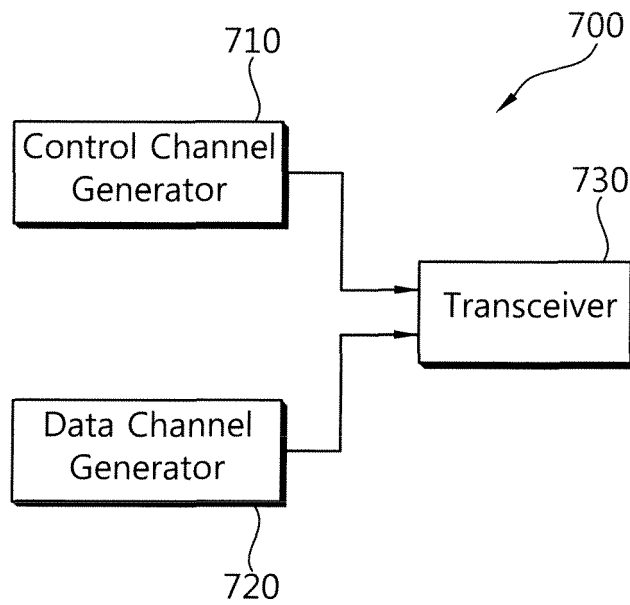 710
700
Control Channel
Generator
730
Transceiver
Data Channel
Generator
720